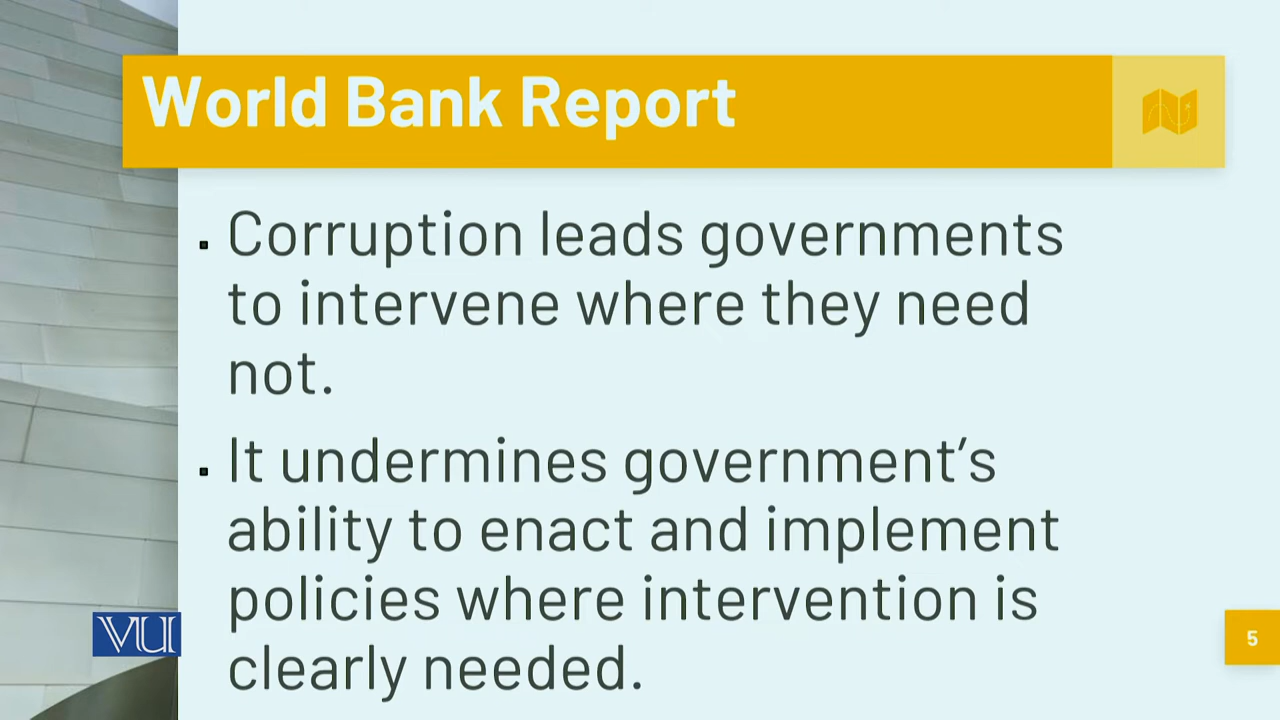 World Bank Report
▪ Corruption leads governments
to intervene where they need
not.
▪ It undermines government’s
ability to enact and implement
policies where intervention is
clearly needed.
VU
5